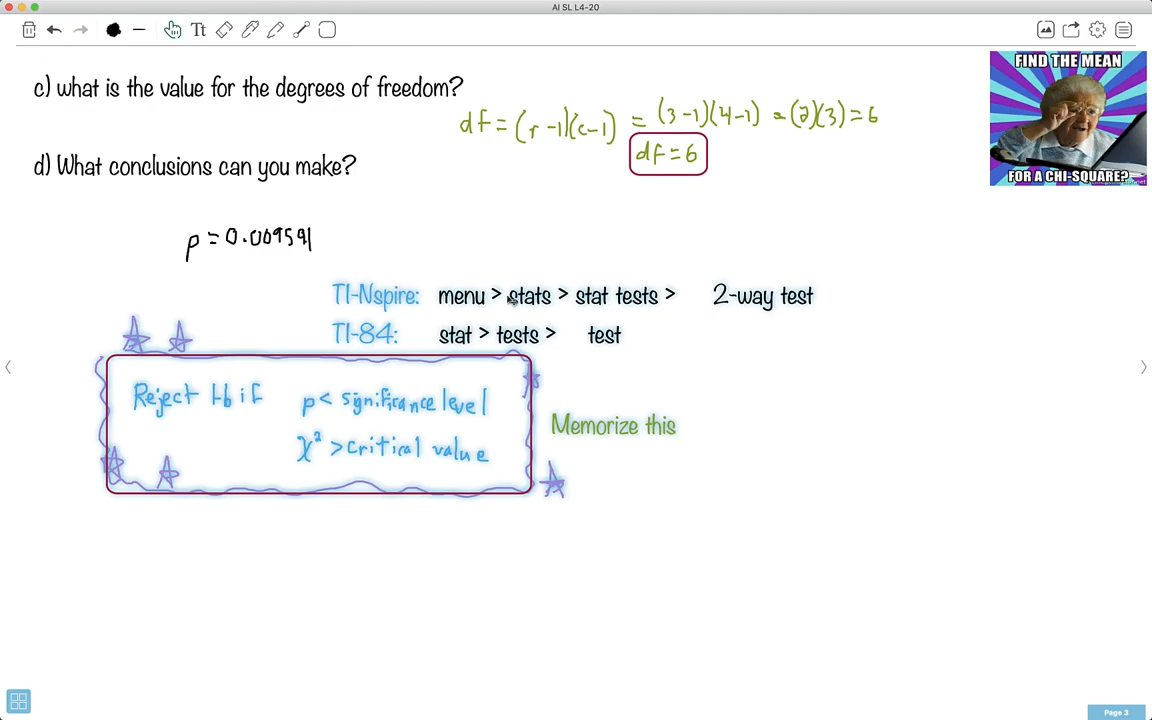 AI SL L4-20
Tt
c) what is the value for the degrees of freedom?
df = (r-1)(c-1) = (3-1)(4-1) = (2)(3) = 6
df = 6
d) What conclusions can you make?
FIND THE MEAN
FOR A CHI-SQUARE?
p = 0.009591
TI-Nspire: menu > stats > stat tests > 2-way test
TI-84: stat > tests > test
Reject Ho if p < significance level
χ² > critical value
Memorize this
Page 3